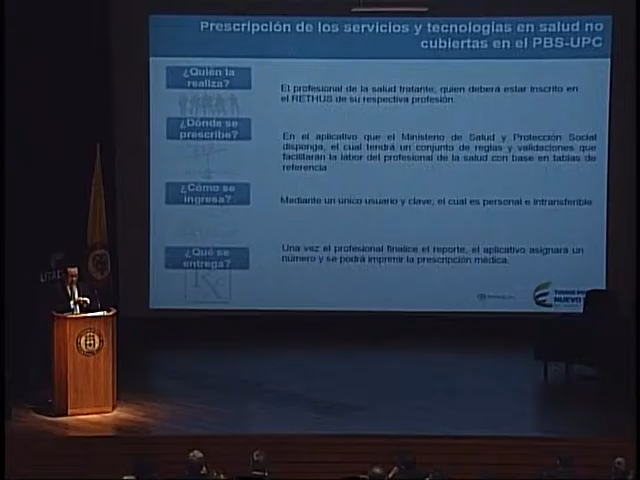 Prescripción de los servicios y tecnologías en salud no
cubiertas en el PBS-UPC
¿Quién la
realiza?
El profesional de la salud tratante, quien deberá estar inscrito en
el RETHUS de su respectiva profesión.
¿Dónde se
prescribe?
En el aplicativo que el Ministerio de Salud y Protección Social
disponga, el cual tendrá un conjunto de reglas y validaciones que
facilitarán la labor del profesional de la salud con base en tablas de
referencia
¿Cómo se
ingresa?
Mediante un único usuario y clave, el cual es personal e intransferible
¿Qué se
entrega?
Una vez el profesional finalice el reporte, el aplicativo asignará un
número y se podrá imprimir la prescripción médica.
TODOS POR
NUEVO